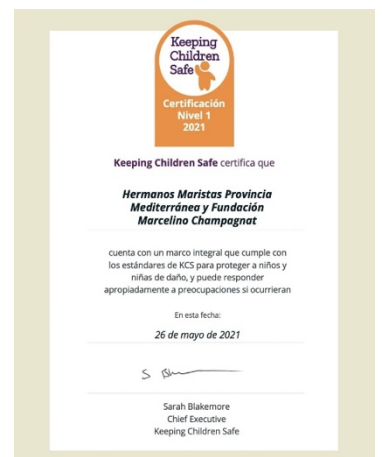 Keeping
Children
Safe
Certificación
Nivel 1
2021
Keeping Children Safe certifica que
Hermanos Maristas Provincia
Mediterránea y Fundación
Marcelino Champagnat
cuenta con un marco integral que cumple con
los estándares de KCS para proteger a niños y
niñas de daño, y puede responder
apropiadamente a preocupaciones si ocurrieran
En esta fecha:
26 de mayo de 2021
Sarah Blakemore
Chief Executive
Keeping Children Safe